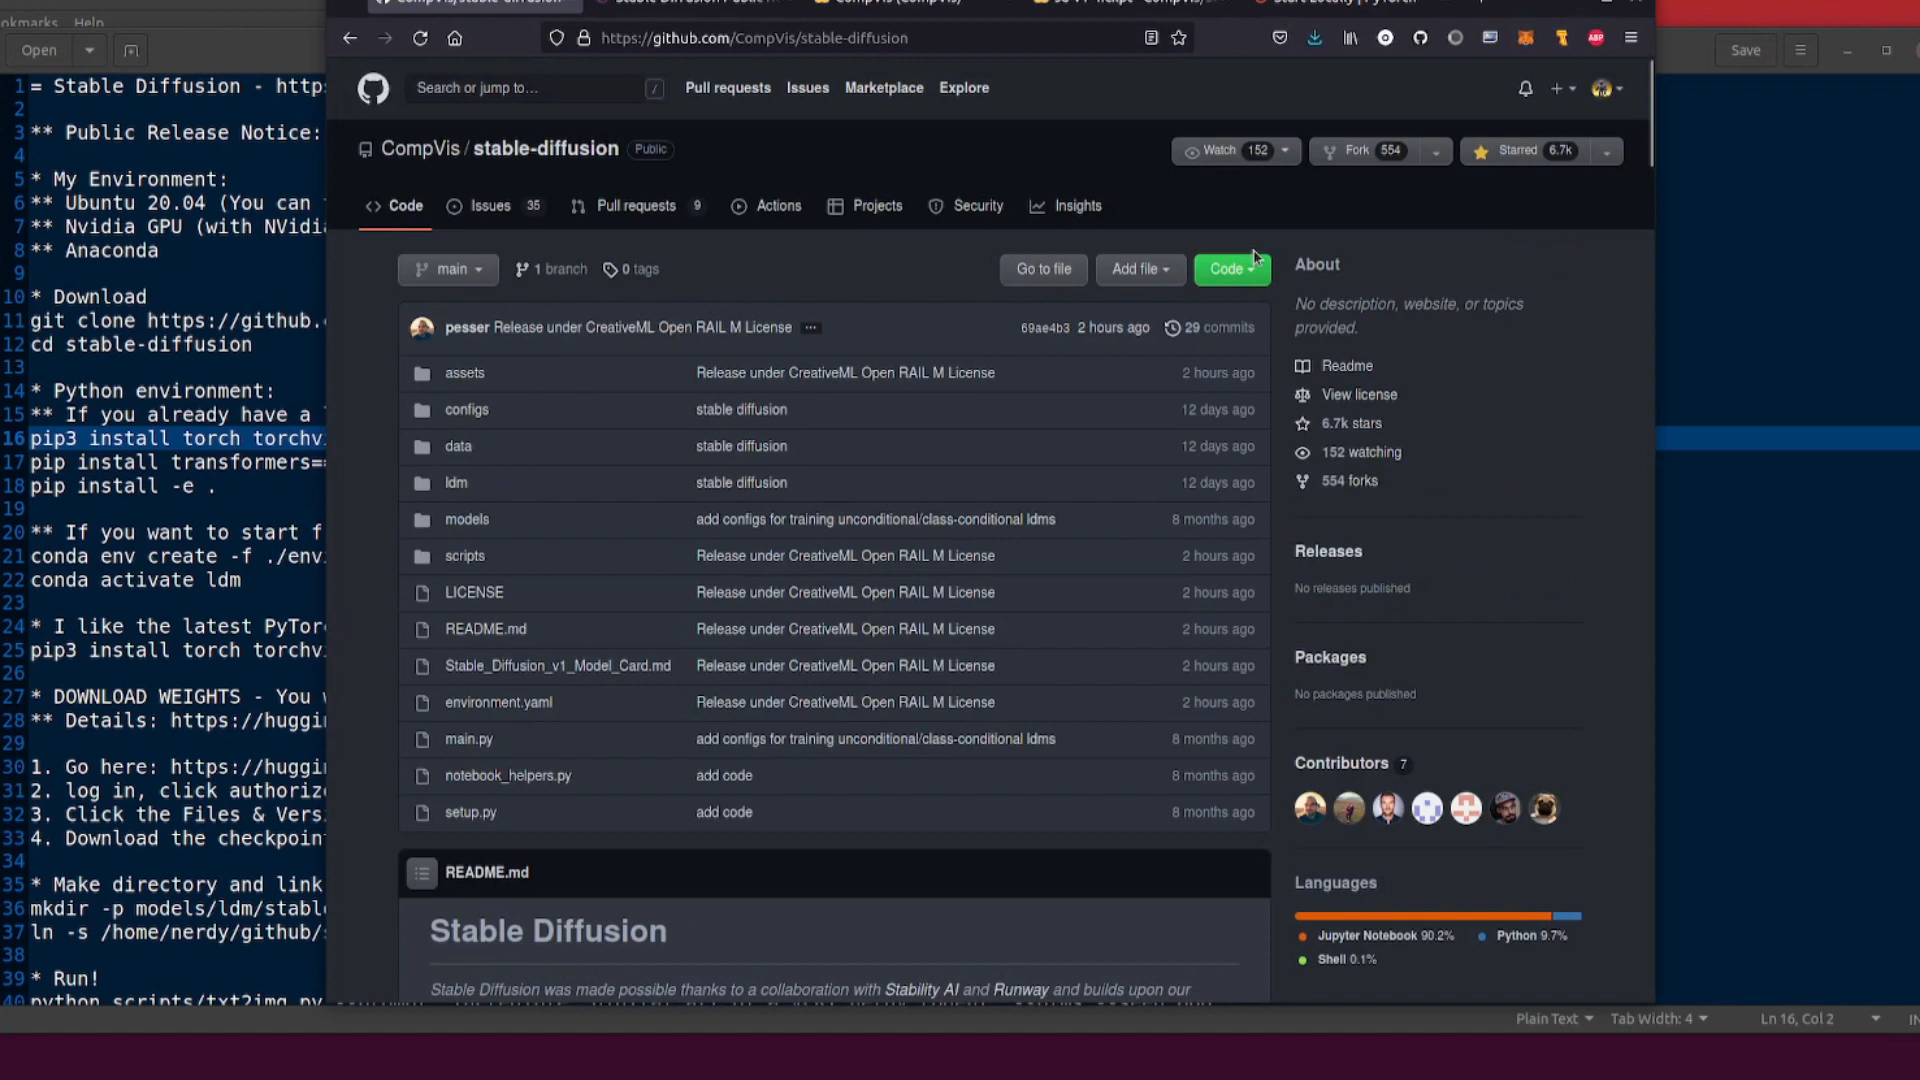 okmarks Help
Open
Save
1 = Stable Diffusion - http
2
3 ** Public Release Notice:
4
5 * My Environment:
6 ** Ubuntu 20.04 (You can
7 ** Nvidia GPU (with NVidi
8 ** Anaconda
9
10 * Download
11 git clone https://github.
12 cd stable-diffusion
13
14 * Python environment:
15 ** If you already have a
16 pip3 install torch torchv
17 pip install transformers==
18 pip install -e .
19
20 ** If you want to start f
21 conda env create -f ./env
22 conda activate ldm
23
24 * I like the latest PyTor
25 pip3 install torch torchv
26
27 * DOWNLOAD WEIGHTS - You
28 ** Details: https://huggi
29
30 1. Go here: https://huggi
31 2. log in, click authoriz
32 3. Click the Files & Vers
33 4. Download the checkpoin
34
35 * Make directory and link
36 mkdir -p models/ldm/stabl
37 ln -s /home/nerdy/github/
38
39 * Run!
40 python scripts/txt2img.py
https://github.com/CompVis/stable-diffusion
ABP
Search or jump to…
/
Pull requests
Issues
Marketplace
Explore
CompVis / stable-diffusion Public
Watch 152
Fork 554
Starred 6.7k
Code
Issues 35
Pull requests 9
Actions
Projects
Security
Insights
main
1 branch
0 tags
Go to file
Add file
Code
pesser Release under CreativeML Open RAIL M License ... 69ae4b3 2 hours ago 29 commits
assets Release under CreativeML Open RAIL M License 2 hours ago
configs stable diffusion 12 days ago
data stable diffusion 12 days ago
ldm stable diffusion 12 days ago
models add configs for training unconditional/class-conditional ldms 8 months ago
scripts Release under CreativeML Open RAIL M License 2 hours ago
LICENSE Release under CreativeML Open RAIL M License 2 hours ago
README.md Release under CreativeML Open RAIL M License 2 hours ago
Stable_Diffusion_v1_Model_Card.md Release under CreativeML Open RAIL M License 2 hours ago
environment.yaml Release under CreativeML Open RAIL M License 2 hours ago
main.py add configs for training unconditional/class-conditional ldms 8 months ago
notebook_helpers.py add code 8 months ago
setup.py add code 8 months ago
README.md
Stable Diffusion
Stable Diffusion was made possible thanks to a collaboration with Stability AI and Runway and builds upon our
About
No description, website, or topics
provided.
Readme
View license
6.7k stars
152 watching
554 forks
Releases
No releases published
Packages
No packages published
Contributors 7
Languages
Jupyter Notebook 90.2%
Python 9.7%
Shell 0.1%
Plain Text
Tab Width: 4
Ln 16, Col 2